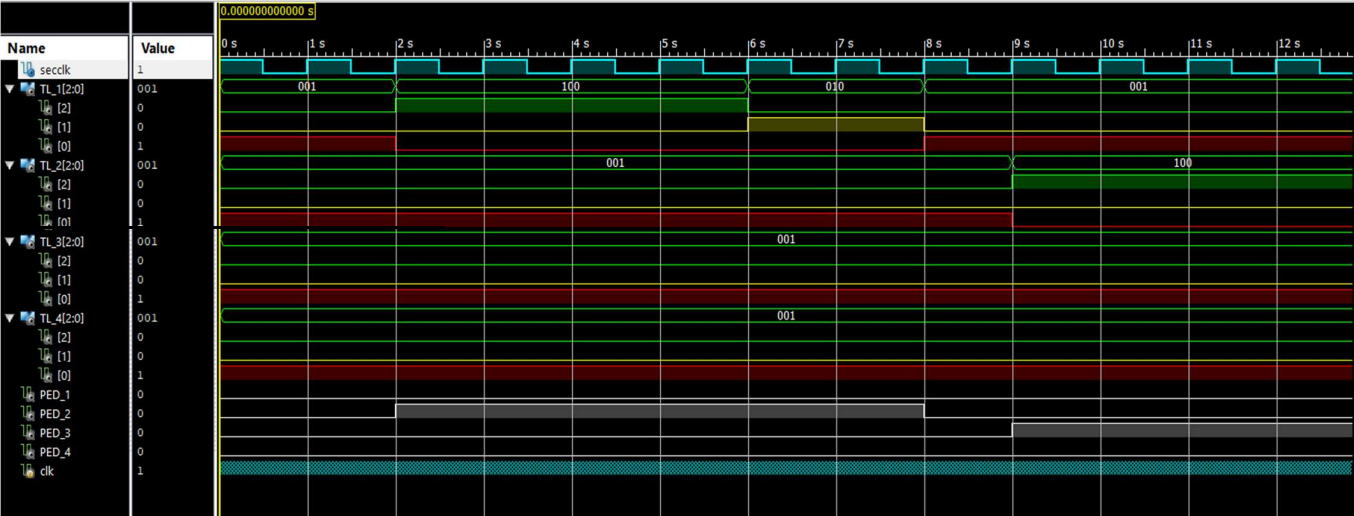 0.000000000000 s
Name Value 0 s 1 s 2 s 3 s 4 s 5 s 6 s 7 s 8 s 9 s 10 s 11 s 12 s
secclk 1
TL_1[2:0] 001 001 100 010 001
[2] 0
[1] 0
[0] 1
TL_2[2:0] 001 001 100
[2] 0
[1] 0
[0] 1
TL_3[2:0] 001 001
[2] 0
[1] 0
[0] 1
TL_4[2:0] 001 001
[2] 0
[1] 0
[0] 1
PED_1 0
PED_2 0
PED_3 0
PED_4 0
clk 1